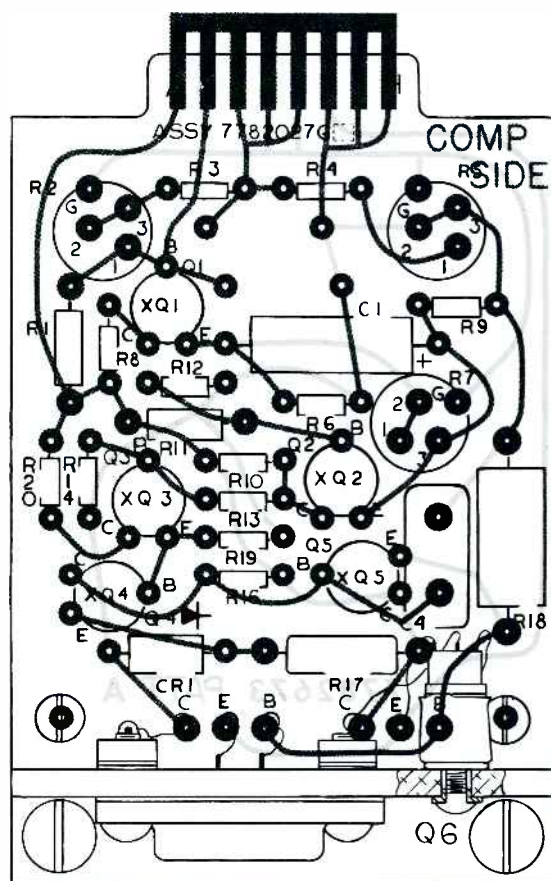 A H
ASSY 7782027G
COMP
SIDE
R2 R3 R4 R5
G 3 G 3
2 2
1 B 1
Q1
XQ1 C1
R1 C E + R9
R8 R12 R7
2 G
R6 1
R11 B 3
Q3 B Q2
R20 R14 R10 XQ2
XQ3 R13 C E
C E Q5 E
R19
C B B XQ5
XQ4 R16 C C4
Q4 R18
E
CR1 R17
C E B C E B
Q6